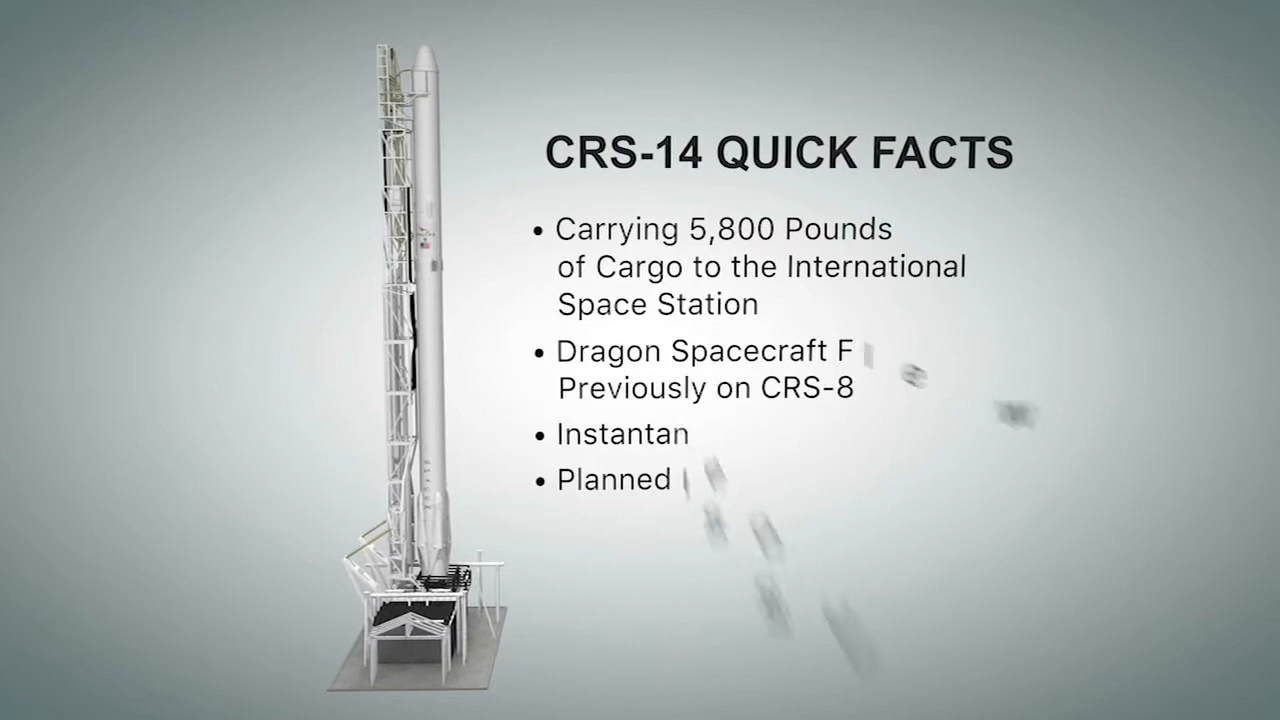 CRS-14 QUICK FACTS
• Carrying 5,800 Pounds
of Cargo to the International
Space Station
• Dragon Spacecraft F
Previously on CRS-8
• Instantan
• Planned